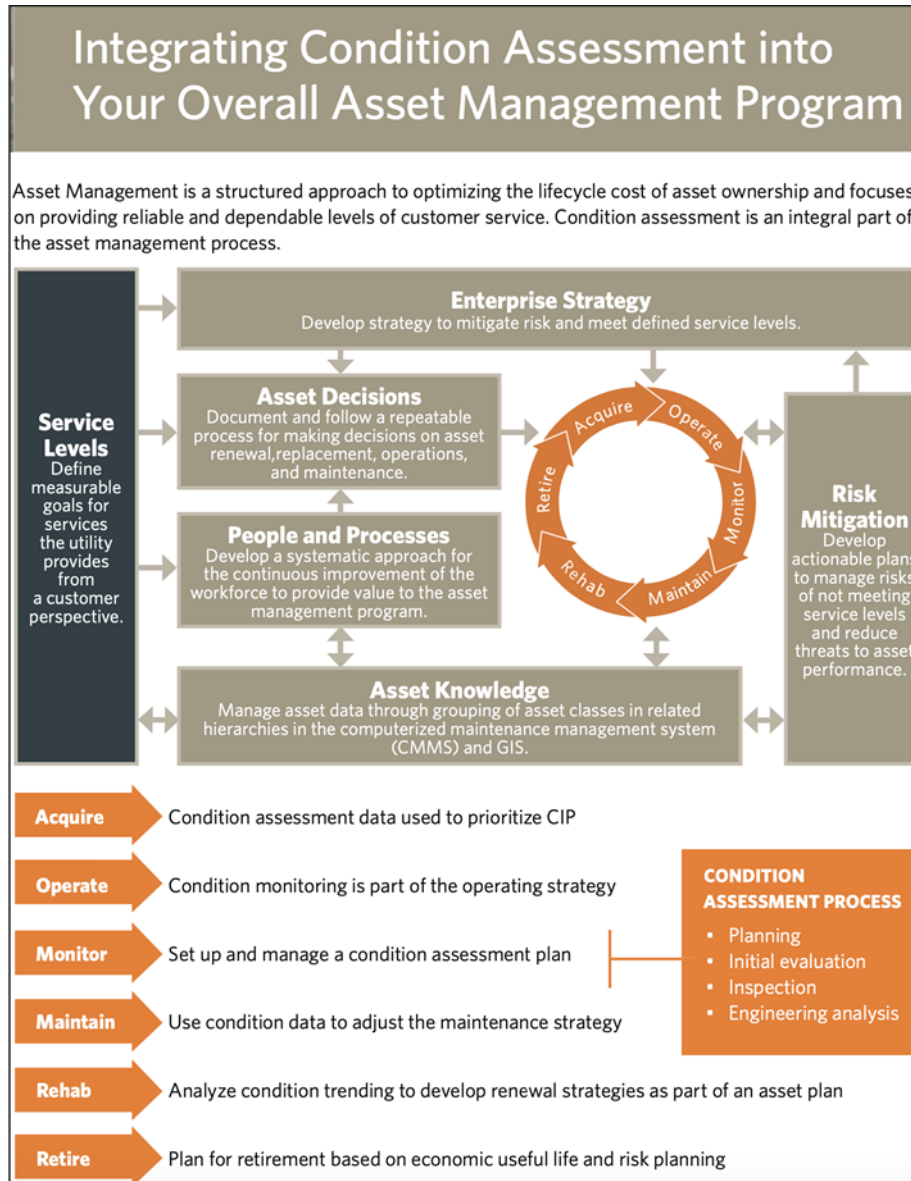 Integrating Condition Assessment into
Your Overall Asset Management Program
Asset Management is a structured approach to optimizing the lifecycle cost of asset ownership and focuses
on providing reliable and dependable levels of customer service. Condition assessment is an integral part of
the asset management process.
Enterprise Strategy
Develop strategy to mitigate risk and meet defined service levels.
Service
Levels
Define
measurable
goals for
services
the utility
provides
from
a customer
perspective.
Asset Decisions
Document and follow a repeatable
process for making decisions on asset
renewal,replacement, operations,
and maintenance.
People and Processes
Develop a systematic approach for
the continuous improvement of the
workforce to provide value to the asset
management program.
Acquire
Operate
Monitor
Maintain
Rehab
Retire
Risk
Mitigation
Develop
actionable plans
to manage risks
of not meeting
service levels
and reduce
threats to asset
performance.
Asset Knowledge
Manage asset data through grouping of asset classes in related
hierarchies in the computerized maintenance management system
(CMMS) and GIS.
Acquire Condition assessment data used to prioritize CIP
Operate Condition monitoring is part of the operating strategy
Monitor Set up and manage a condition assessment plan
Maintain Use condition data to adjust the maintenance strategy
Rehab Analyze condition trending to develop renewal strategies as part of an asset plan
Retire Plan for retirement based on economic useful life and risk planning
CONDITION
ASSESSMENT PROCESS
• Planning
• Initial evaluation
• Inspection
• Engineering analysis